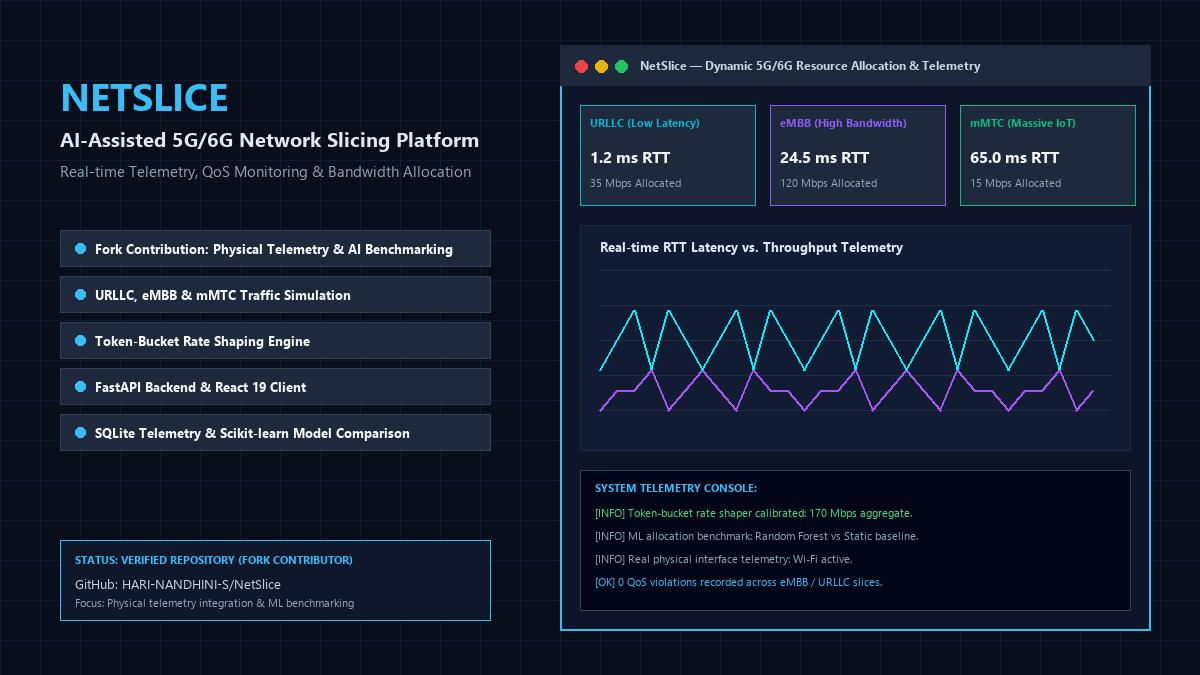 NETSLICE
AI-Assisted 5G/6G Network Slicing Platform
Real-time Telemetry, QoS Monitoring & Bandwidth Allocation
Fork Contribution: Physical Telemetry & AI Benchmarking
URLLC, eMBB & mMTC Traffic Simulation
Token-Bucket Rate Shaping Engine
FastAPI Backend & React 19 Client
SQLite Telemetry & Scikit-learn Model Comparison
STATUS: VERIFIED REPOSITORY (FORK CONTRIBUTOR)
GitHub: HARI-NANDHINI-S/NetSlice
Focus: Physical telemetry integration & ML benchmarking
NetSlice — Dynamic 5G/6G Resource Allocation & Telemetry
URLLC (Low Latency)
1.2 ms RTT
35 Mbps Allocated
eMBB (High Bandwidth)
24.5 ms RTT
120 Mbps Allocated
mMTC (Massive IoT)
65.0 ms RTT
15 Mbps Allocated
Real-time RTT Latency vs. Throughput Telemetry
SYSTEM TELEMETRY CONSOLE:
[INFO] Token-bucket rate shaper calibrated: 170 Mbps aggregate.
[INFO] ML allocation benchmark: Random Forest vs Static baseline.
[INFO] Real physical interface telemetry: Wi-Fi active.
[OK] 0 QoS violations recorded across eMBB / URLLC slices.